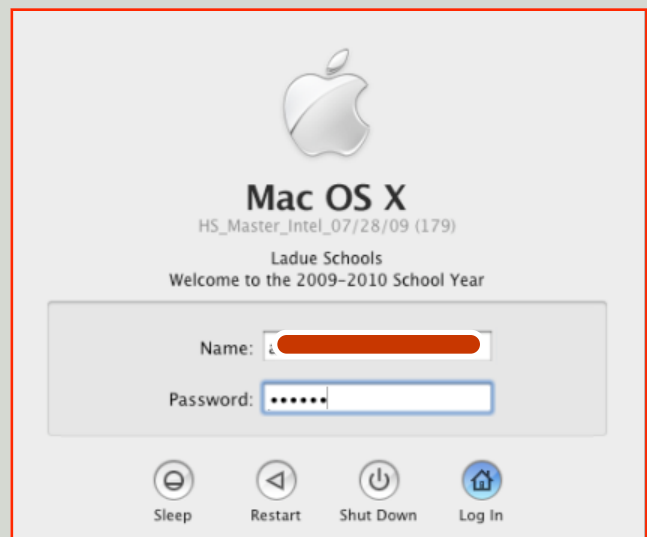 Mac OS X
HS_Master_Intel_07/28/09 (179)
Ladue Schools
Welcome to the 2009-2010 School Year
Name:
Password: ••••••
Sleep Restart Shut Down Log In